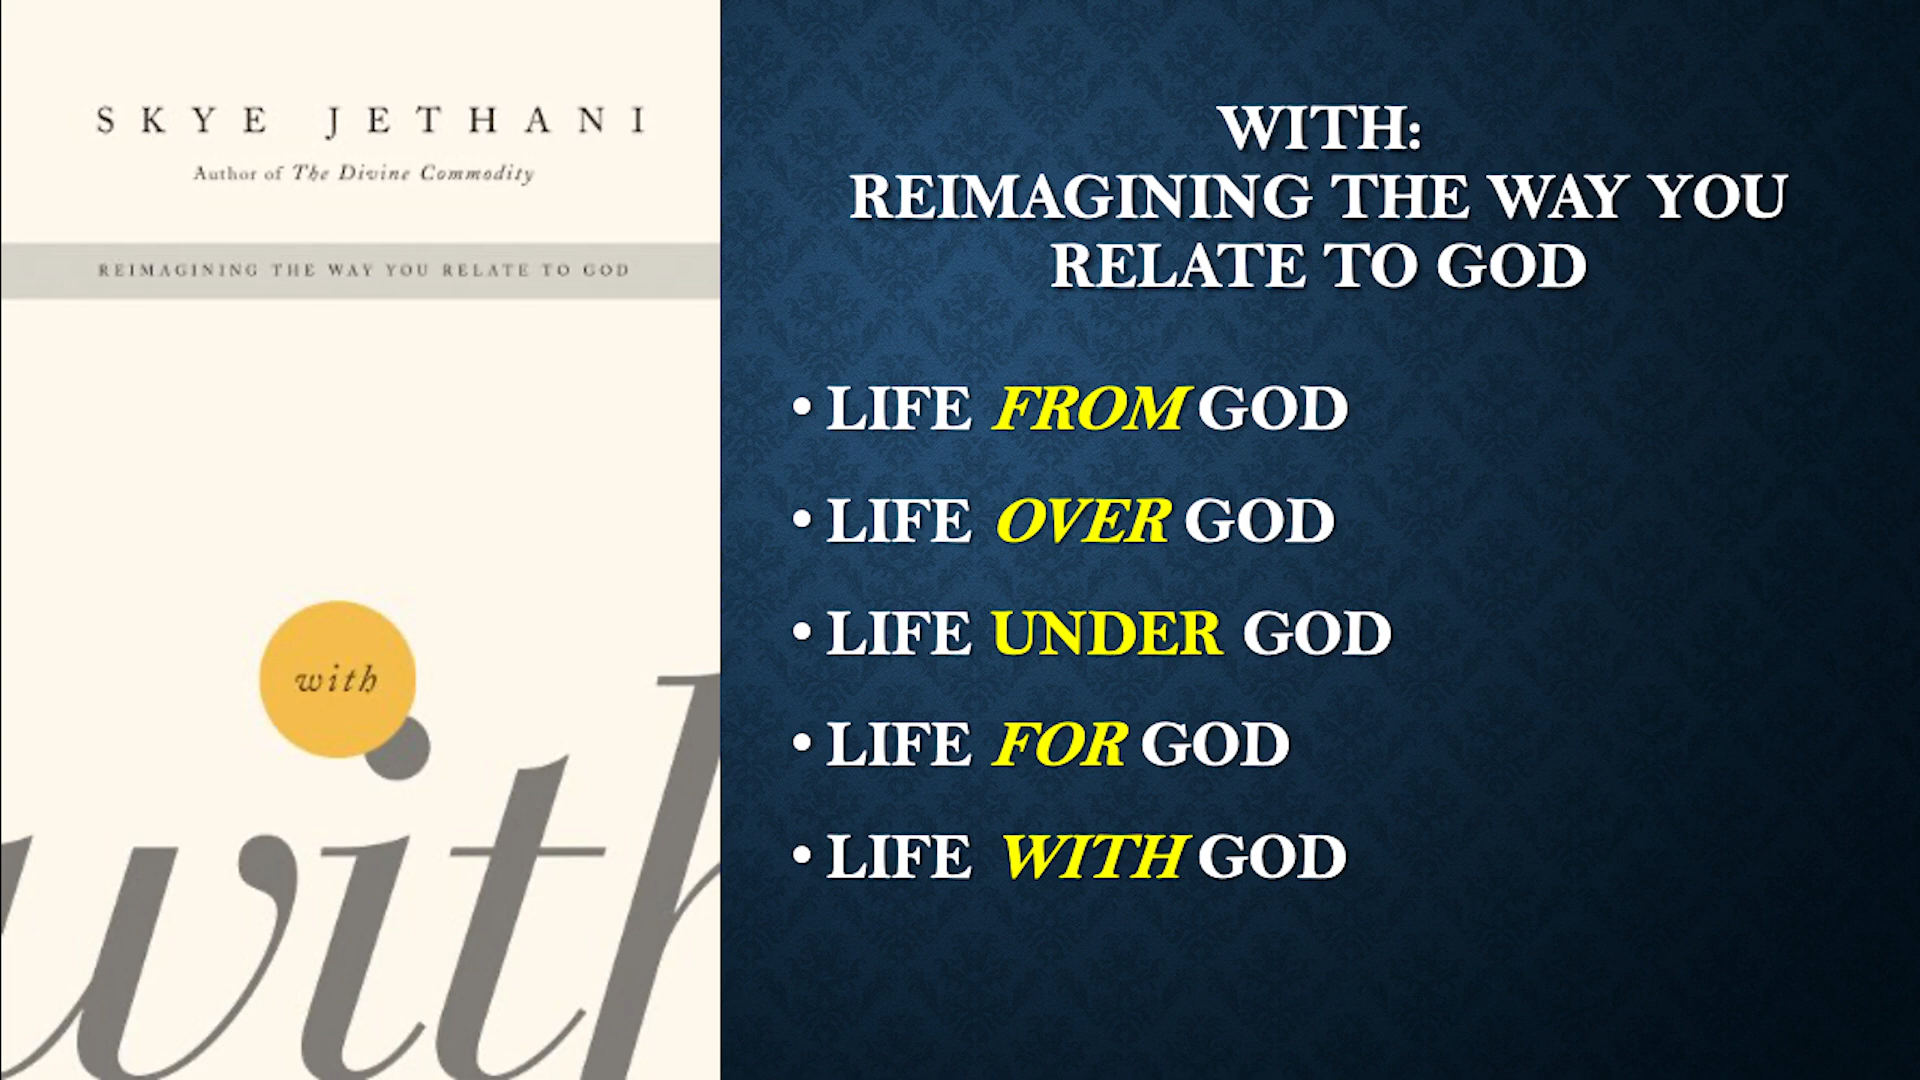 SKYE JETHANI
Author of The Divine Commodity
REIMAGINING THE WAY YOU RELATE TO GOD
with
with
WITH:
REIMAGINING THE WAY YOU
RELATE TO GOD
• LIFE FROM GOD
• LIFE OVER GOD
• LIFE UNDER GOD
• LIFE FOR GOD
• LIFE WITH GOD